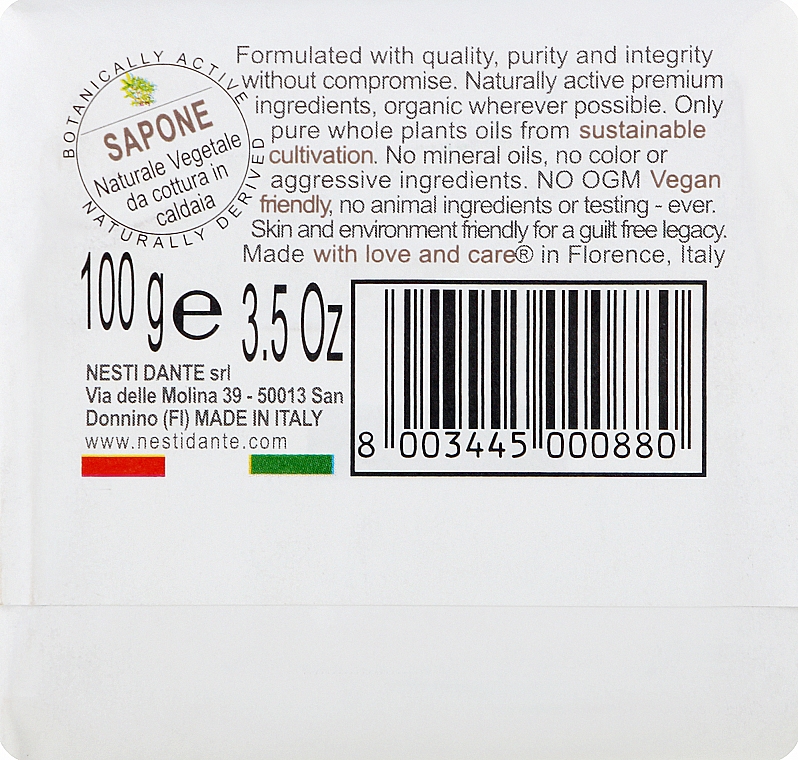 BOTANICALLY ACTIVE
SAPONE
Naturale Vegetale
da cottura in
caldaia
NATURALLY DERIVED
Formulated with quality, purity and integrity
without compromise. Naturally active premium
ingredients, organic wherever possible. Only
pure whole plants oils from sustainable
cultivation. No mineral oils, no color or
aggressive ingredients. NO OGM Vegan
friendly, no animal ingredients or testing - ever.
Skin and environment friendly for a guilt free legacy.
Made with love and care® in Florence, Italy
100 g e 3.5 Oz
NESTI DANTE srl
Via delle Molina 39 - 50013 San
Donnino (FI) MADE IN ITALY
www.nestidante.com
8 003445 000880